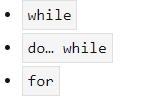 • while
• do… while
• for